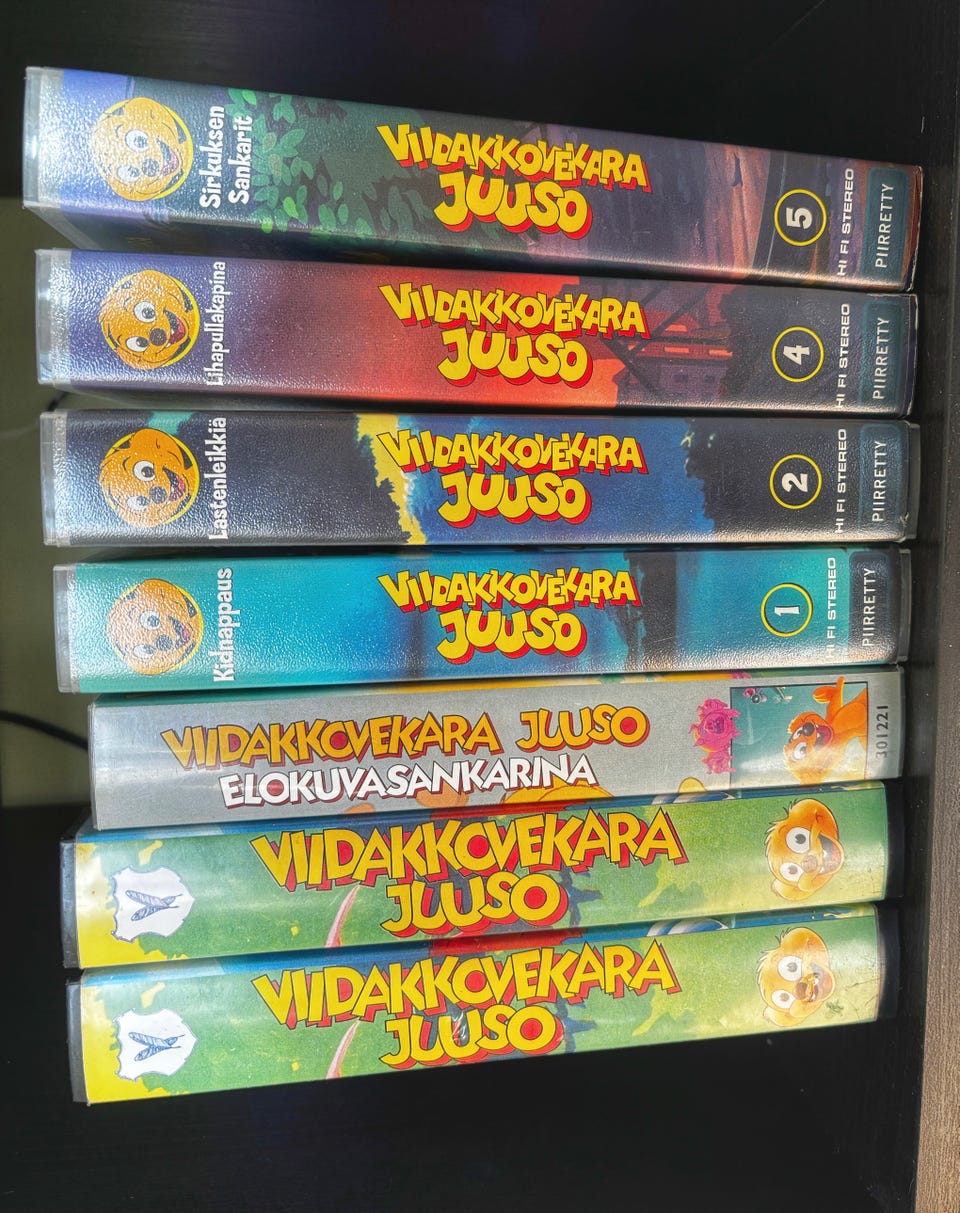 Sirkuksen
Sankarit
VIIDAKKOVEKARA
JUUSO
5
HI FI STEREO
PIIRRETTY
Lihapullakapina
VIIDAKKOVEKARA
JUUSO
4
HI FI STEREO
PIIRRETTY
Lastenleikkiä
VIIDAKKOVEKARA
JUUSO
2
HI FI STEREO
PIIRRETTY
Kidnappaus
VIIDAKKOVEKARA
JUUSO
1
HI FI STEREO
PIIRRETTY
VIIDAKKOVEKARA JUUSO
ELOKUVASANKARINA
301221
VIIDAKKOVEKARA
JUUSO
VIIDAKKOVEKARA
JUUSO